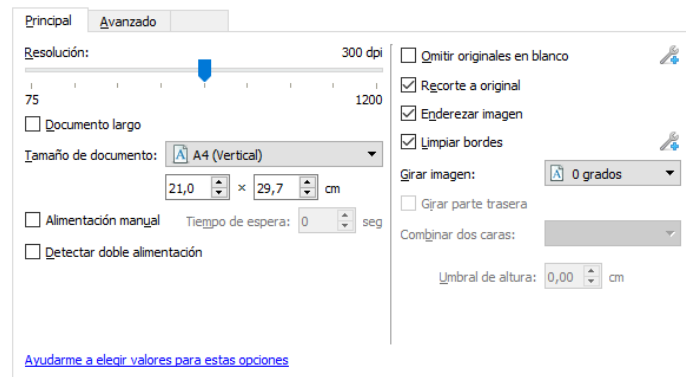 Principal Avanzado
Resolución: 300 dpi
75 1200
Documento largo
Tamaño de documento: A4 (Vertical)
21,0 × 29,7 cm
Alimentación manual Tiempo de espera: 0 seg
Detectar doble alimentación
Omitir originales en blanco
Recorte a original
Enderezar imagen
Limpiar bordes
Girar imagen: 0 grados
Girar parte trasera
Combinar dos caras:
Umbral de altura: 0,00 cm
Ayudarme a elegir valores para estas opciones